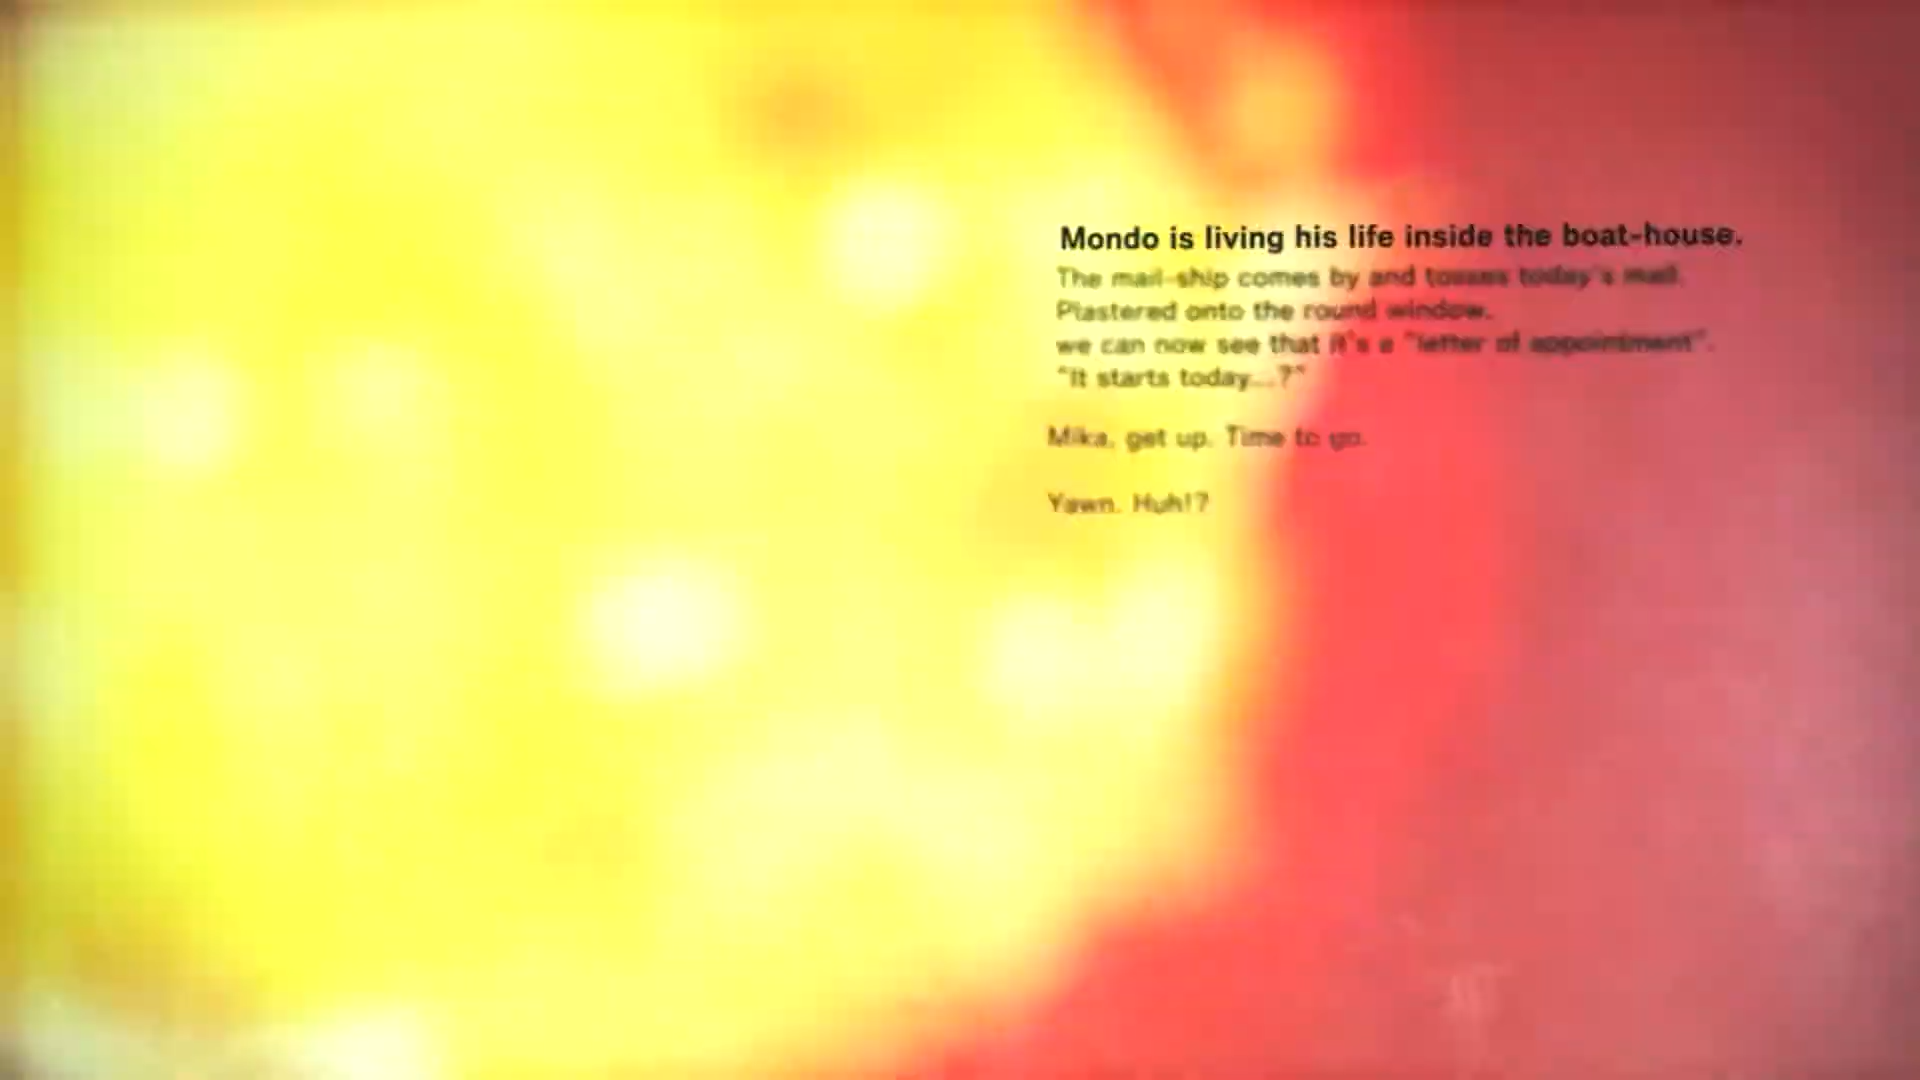 Mondo is living his life inside the boat-house.
The mail-ship comes by and tosses today's mail.
Plastered onto the round window.
we can now see that it's a "letter of appointment".
"It starts today...?"
Mika, get up. Time to go.
Yawn. Huh!?